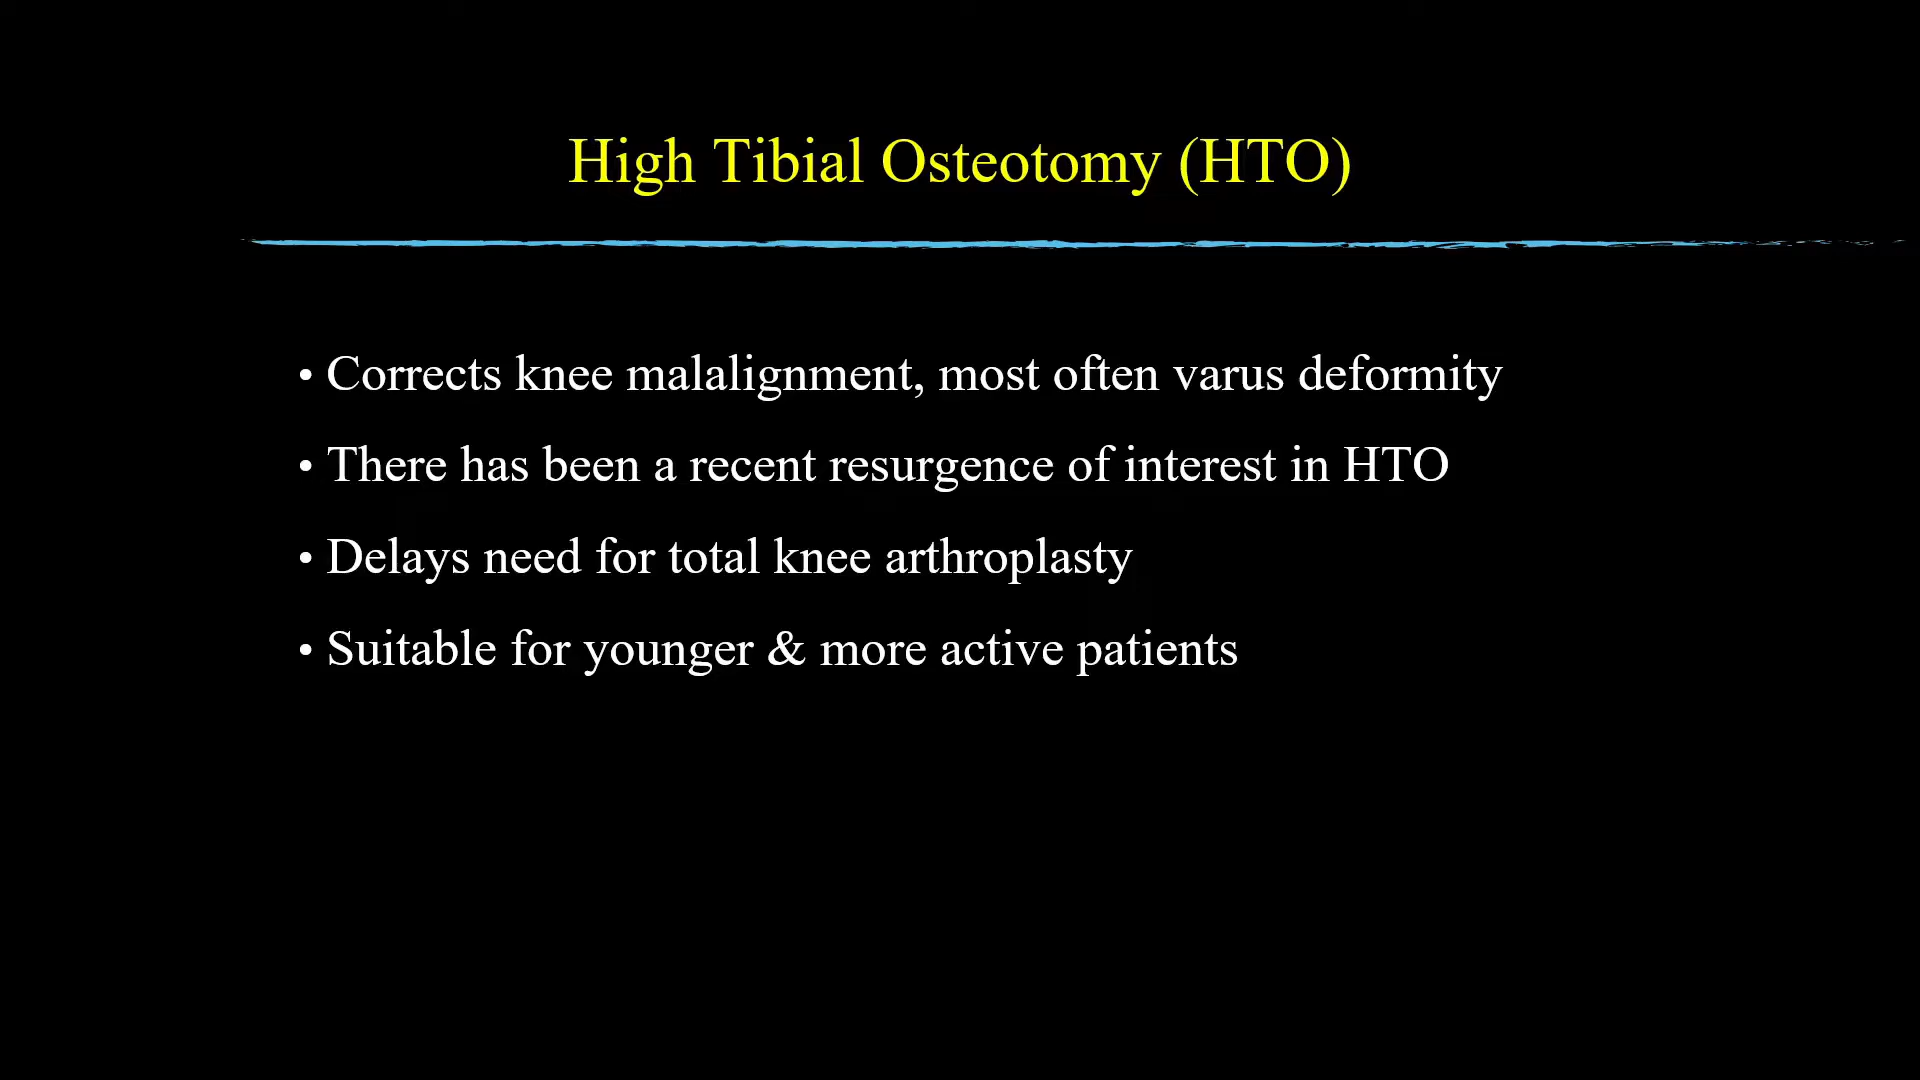 High Tibial Osteotomy (HTO)
• Corrects knee malalignment, most often varus deformity
• There has been a recent resurgence of interest in HTO
• Delays need for total knee arthroplasty
• Suitable for younger & more active patients